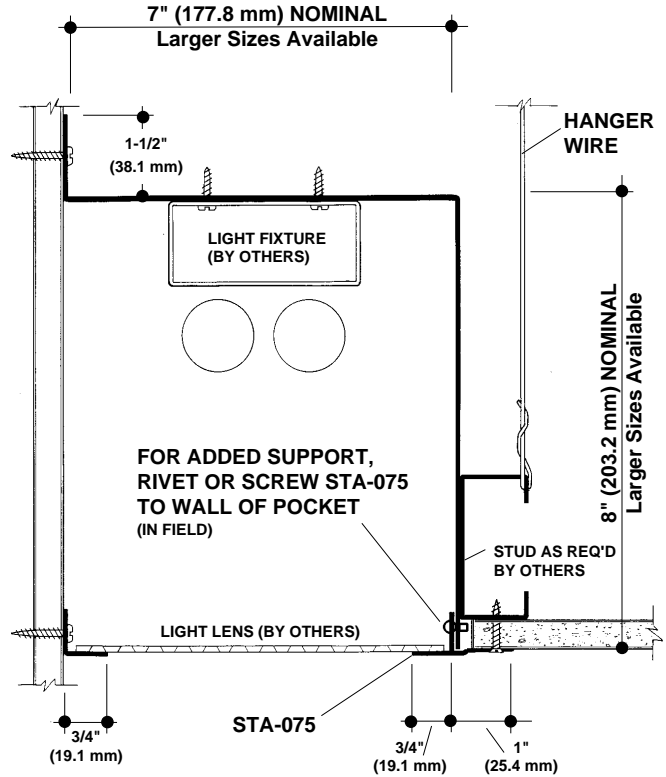 7" (177.8 mm) NOMINAL
Larger Sizes Available
HANGER
WIRE
1-1/2"
(38.1 mm)
LIGHT FIXTURE
(BY OTHERS)
8" (203.2 mm) NOMINAL
Larger Sizes Available
FOR ADDED SUPPORT,
RIVET OR SCREW STA-075
TO WALL OF POCKET
(IN FIELD)
STUD AS REQ'D
BY OTHERS
LIGHT LENS (BY OTHERS)
STA-075
3/4"
(19.1 mm)
3/4"
(19.1 mm)
1"
(25.4 mm)